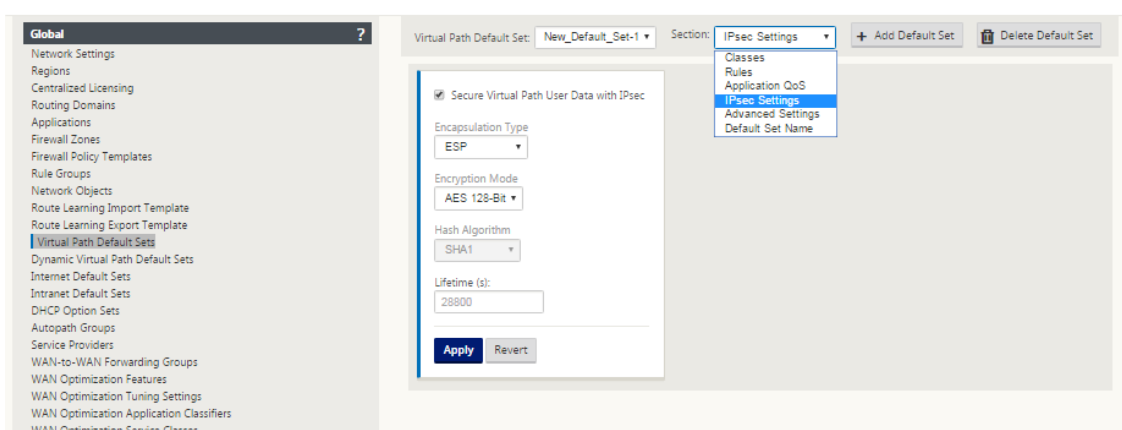 Global ?
Network Settings
Regions
Centralized Licensing
Routing Domains
Applications
Firewall Zones
Firewall Policy Templates
Rule Groups
Network Objects
Route Learning Import Template
Route Learning Export Template
Virtual Path Default Sets
Dynamic Virtual Path Default Sets
Internet Default Sets
Intranet Default Sets
DHCP Option Sets
Autopath Groups
Service Providers
WAN-to-WAN Forwarding Groups
WAN Optimization Features
WAN Optimization Tuning Settings
WAN Optimization Application Classifiers
WAN Optimization Service Classes
Virtual Path Default Set: New_Default_Set-1 Section: IPsec Settings + Add Default Set Delete Default Set
Classes
Rules
Application QoS
IPsec Settings
Advanced Settings
Default Set Name
Secure Virtual Path User Data with IPsec
Encapsulation Type
ESP
Encryption Mode
AES 128-Bit
Hash Algorithm
SHA1
Lifetime (s):
28800
Apply Revert